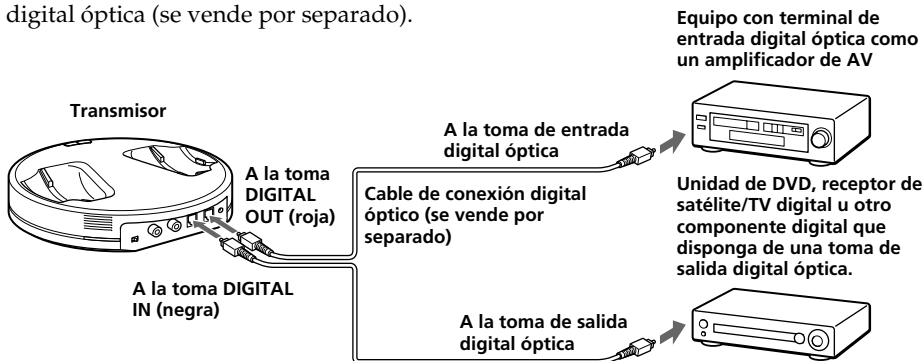 digital óptica (se vende por separado).
Equipo con terminal de
entrada digital óptica como
un amplificador de AV
Transmisor
A la toma de entrada
digital óptica
A la toma
DIGITAL
OUT (roja)
Cable de conexión digital
óptico (se vende por
separado)
Unidad de DVD, receptor de
satélite/TV digital u otro
componente digital que
disponga de una toma de
salida digital óptica.
A la toma DIGITAL
IN (negra)
A la toma de salida
digital óptica